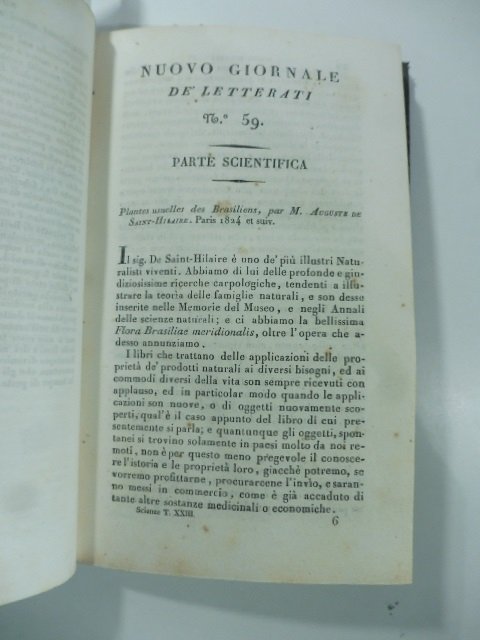 NUOVO GIORNALE
DE' LETTERATI
N.° 59.
PARTE SCIENTIFICA
Plantes usuelles des Brasiliens, par M. AUGUSTE DE
SAINT-HILAIRE. Paris 1824 et suiv.
Il sig. De Saint-Hilaire è uno de' più illustri Natu-
ralisti viventi. Abbiamo di lui delle profonde e giu-
diziosissime ricerche carpologiche, tendenti a illu-
strare la teoria delle famiglie naturali, e son desse
inserite nelle Memorie del Museo, e negli Annali
delle scienze naturali; e ci abbiamo la bellissima
Flora Brasiliae meridionalis, oltre l'opera che a-
desso annunziamo.
I libri che trattano delle applicazioni delle pro-
prietà de' prodotti naturali ai diversi bisogni, ed ai
commodi diversi della vita son sempre ricevuti con
applauso, ed in particolar modo quando le appli-
cazioni son nuove, o di oggetti nuovamente sco-
perti, qual'è il caso appunto del libro di cui pre-
sentemente si parla; e quantunque gli oggetti, spon-
tanei si trovino solamente in paesi molto da noi re-
moti, non è per questo meno pregevole il conosce-
re l'istoria e le proprietà loro, giacchè potremo, se
vorremo profittarne, procurarcene l'invio, e saran-
no messi in commercio, come è già accaduto di
tante altre sostanze medicinali o economiche.
Scienze T. XXIII.
6